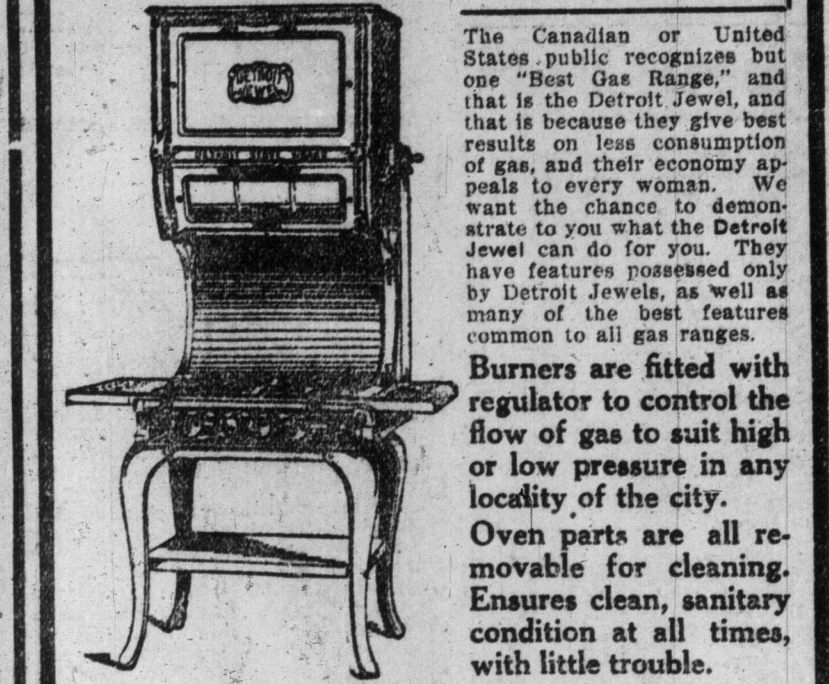 DETROIT
JEWEL
DETROIT STOVE WORKS
The Canadian or United
States public recognizes but
one "Best Gas Range," and
that is the Detroit Jewel, and
that is because they give best
results on less consumption
of gas, and their economy ap-
peals to every woman. We
want the chance to demon-
strate to you what the Detroit
Jewel can do for you. They
have features possessed only
by Detroit Jewels, as well as
many of the best features
common to all gas ranges.
Burners are fitted with
regulator to control the
flow of gas to suit high
or low pressure in any
locality of the city.
Oven parts are all re-
movable for cleaning.
Ensures clean, sanitary
condition at all times,
with little trouble.